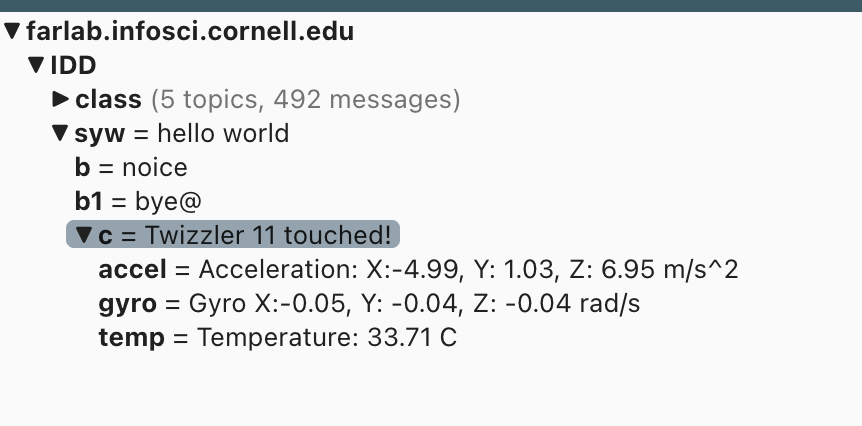 farlab.infosci.cornell.edu
IDD
class (5 topics, 492 messages)
syw = hello world
b = noice
b1 = bye@
c = Twizzler 11 touched!
accel = Acceleration: X:-4.99, Y: 1.03, Z: 6.95 m/s^2
gyro = Gyro X:-0.05, Y: -0.04, Z: -0.04 rad/s
temp = Temperature: 33.71 C